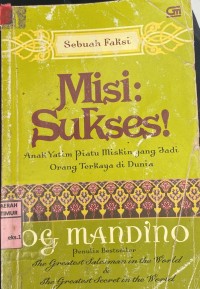 Sebuah Faksi
Misi:
Sukses!
Anak Yatim Piatu Miskin yang Jadi
Orang Terkaya di Dunia
OG MANDINO
Penulis Bestseller
The Greatest Salesman in the World
&
The Greatest Secret in the World